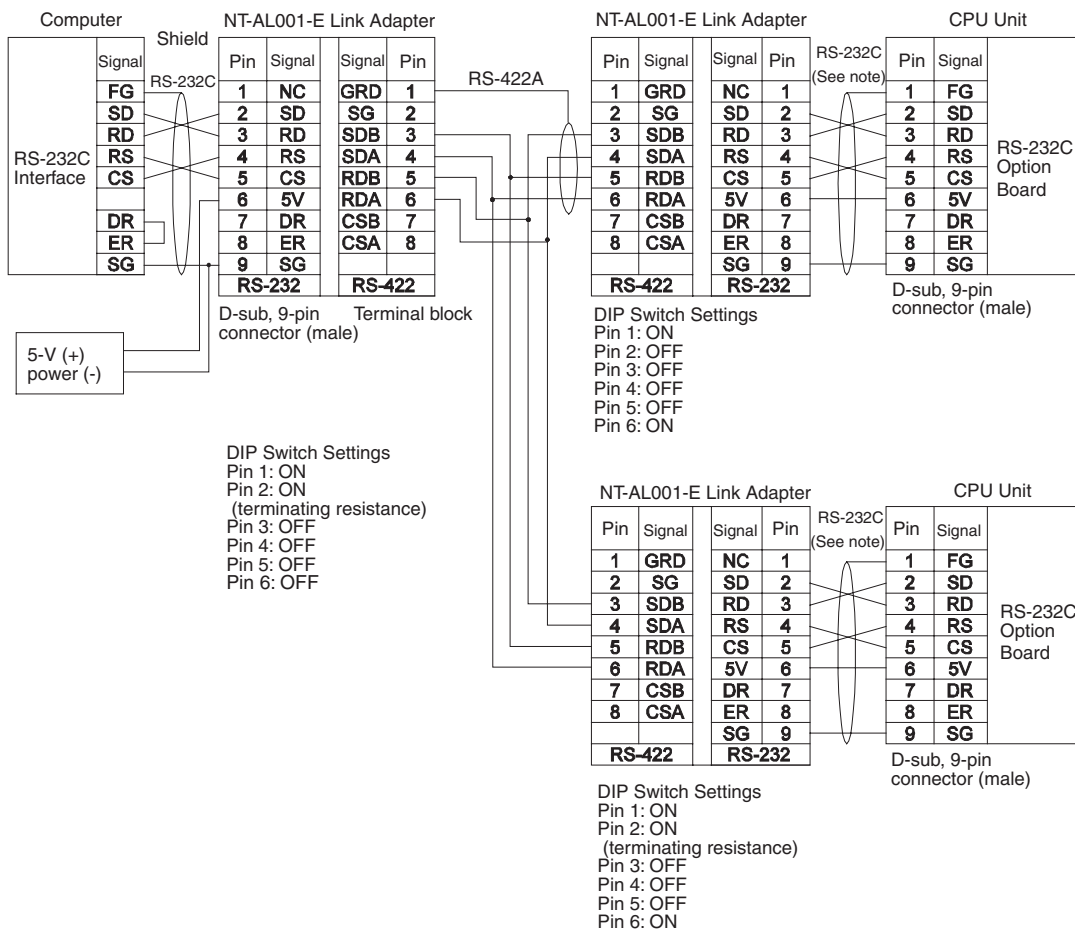 Computer
Shield
NT-AL001-E Link Adapter
Signal
RS-232C
Pin Signal Signal Pin
RS-422A
FG 1 NC GRD 1
SD 2 SD SG 2
RD 3 RD SDB 3
RS 4 RS SDA 4
CS 5 CS RDB 5
6 5V RDA 6
DR 7 DR CSB 7
ER 8 ER CSA 8
SG 9 SG
RS-232C
Interface
RS-232 RS-422
D-sub, 9-pin
connector (male)
Terminal block
5-V (+)
power (-)
DIP Switch Settings
Pin 1: ON
Pin 2: ON
(terminating resistance)
Pin 3: OFF
Pin 4: OFF
Pin 5: OFF
Pin 6: OFF
NT-AL001-E Link Adapter
CPU Unit
Pin Signal Signal Pin
RS-232C
(See note)
Pin Signal
1 GRD NC 1 1 FG
2 SG SD 2 2 SD
3 SDB RD 3 3 RD
4 SDA RS 4 4 RS
5 RDB CS 5 5 CS
6 RDA 5V 6 6 5V
7 CSB DR 7 7 DR
8 CSA ER 8 8 ER
SG 9 9 SG
RS-422 RS-232
RS-232C
Option
Board
D-sub, 9-pin
connector (male)
DIP Switch Settings
Pin 1: ON
Pin 2: OFF
Pin 3: OFF
Pin 4: OFF
Pin 5: OFF
Pin 6: ON
NT-AL001-E Link Adapter
CPU Unit
Pin Signal Signal Pin
RS-232C
(See note)
Pin Signal
1 GRD NC 1 1 FG
2 SG SD 2 2 SD
3 SDB RD 3 3 RD
4 SDA RS 4 4 RS
5 RDB CS 5 5 CS
6 RDA 5V 6 6 5V
7 CSB DR 7 7 DR
8 CSA ER 8 8 ER
SG 9 9 SG
RS-422 RS-232
RS-232C
Option
Board
D-sub, 9-pin
connector (male)
DIP Switch Settings
Pin 1: ON
Pin 2: ON
(terminating resistance)
Pin 3: OFF
Pin 4: OFF
Pin 5: OFF
Pin 6: ON